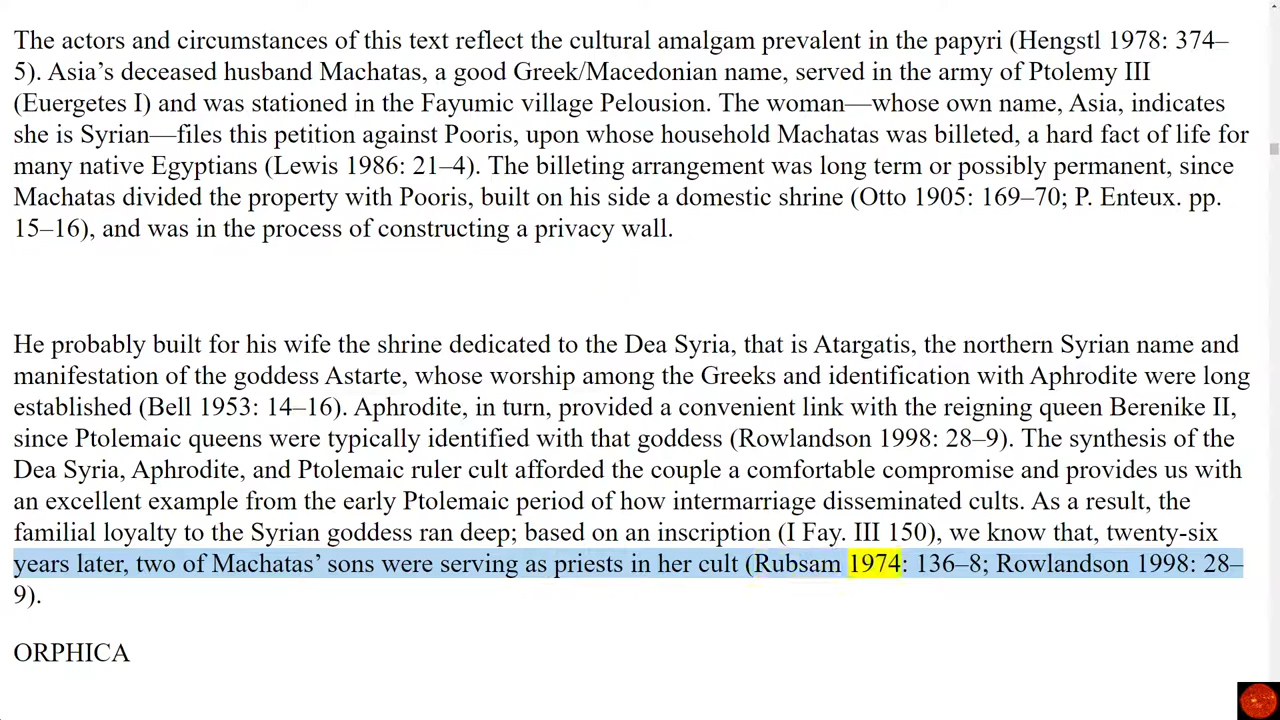 The actors and circumstances of this text reflect the cultural amalgam prevalent in the papyri (Hengstl 1978: 374–
5). Asia’s deceased husband Machatas, a good Greek/Macedonian name, served in the army of Ptolemy III
(Euergetes I) and was stationed in the Fayumic village Pelousion. The woman—whose own name, Asia, indicates
she is Syrian—files this petition against Pooris, upon whose household Machatas was billeted, a hard fact of life for
many native Egyptians (Lewis 1986: 21–4). The billeting arrangement was long term or possibly permanent, since
Machatas divided the property with Pooris, built on his side a domestic shrine (Otto 1905: 169–70; P. Enteux. pp.
15–16), and was in the process of constructing a privacy wall.
He probably built for his wife the shrine dedicated to the Dea Syria, that is Atargatis, the northern Syrian name and
manifestation of the goddess Astarte, whose worship among the Greeks and identification with Aphrodite were long
established (Bell 1953: 14–16). Aphrodite, in turn, provided a convenient link with the reigning queen Berenike II,
since Ptolemaic queens were typically identified with that goddess (Rowlandson 1998: 28–9). The synthesis of the
Dea Syria, Aphrodite, and Ptolemaic ruler cult afforded the couple a comfortable compromise and provides us with
an excellent example from the early Ptolemaic period of how intermarriage disseminated cults. As a result, the
familial loyalty to the Syrian goddess ran deep; based on an inscription (I Fay. III 150), we know that, twenty-six
years later, two of Machatas’ sons were serving as priests in her cult (Rubsam 1974: 136–8; Rowlandson 1998: 28–
9).
ORPHICA